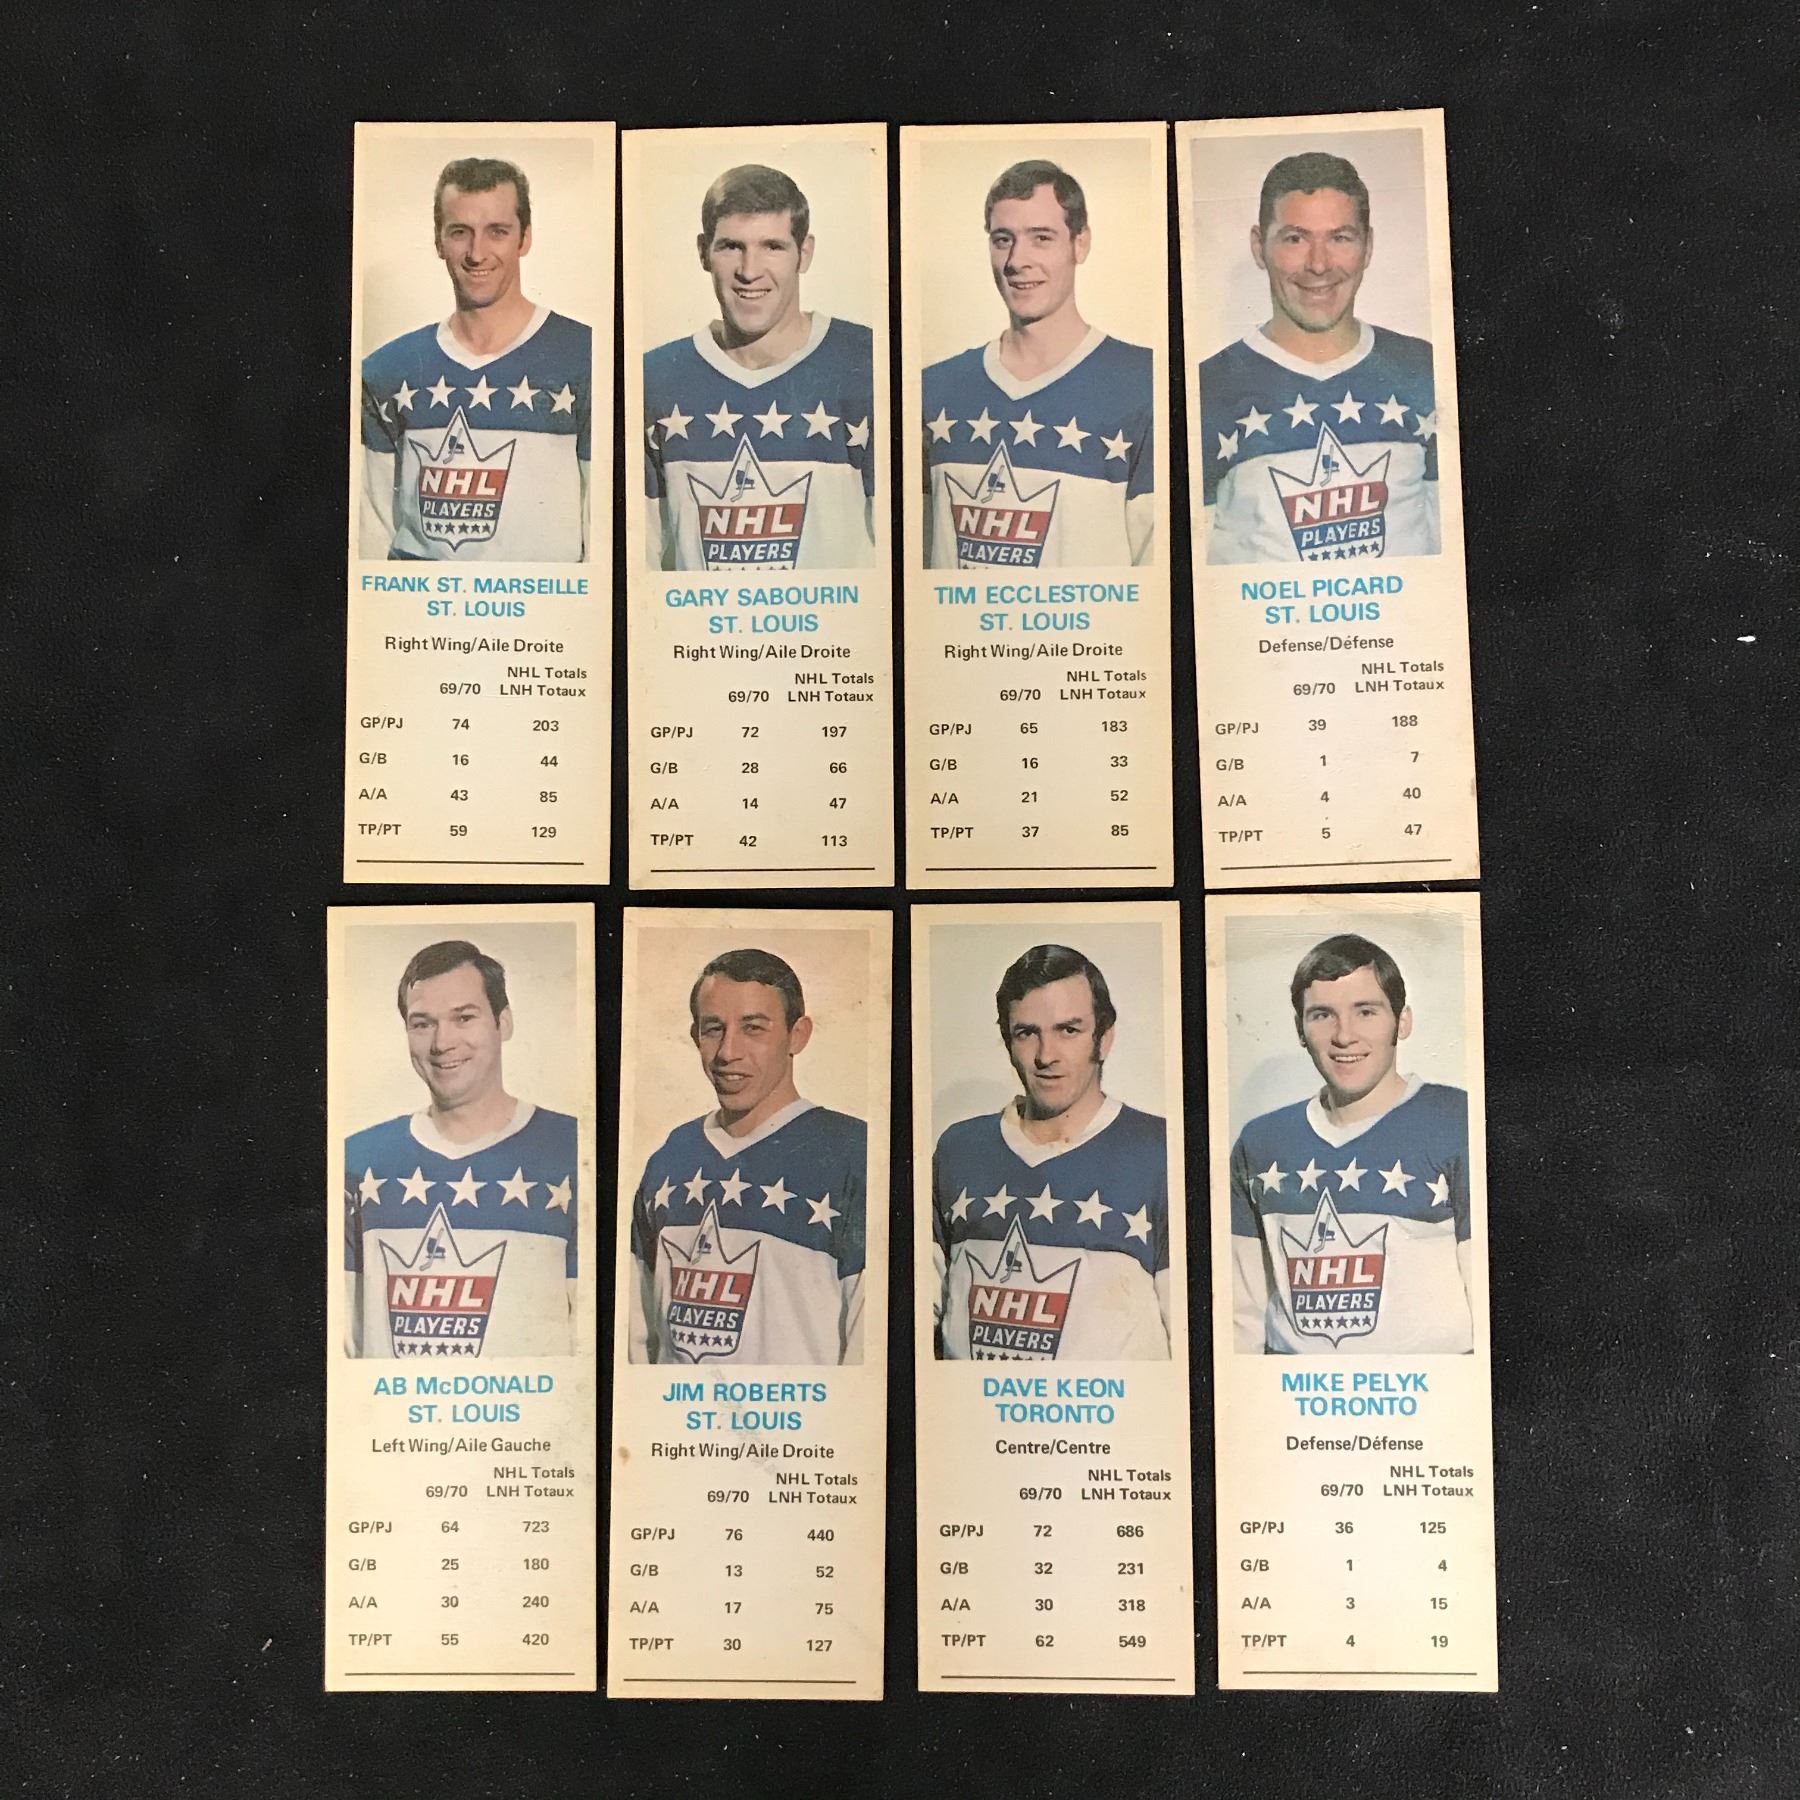 NHL
PLAYERS
FRANK ST. MARSEILLE
ST. LOUIS
Right Wing/Aile Droite
NHL Totals
69/70 LNH Totaux
GP/PJ 74 203
G/B 16 44
A/A 43 85
TP/PT 59 129
NHL
PLAYERS
GARY SABOURIN
ST. LOUIS
Right Wing/Aile Droite
NHL Totals
69/70 LNH Totaux
GP/PJ 72 197
G/B 28 66
A/A 14 47
TP/PT 42 113
NHL
PLAYERS
TIM ECCLESTONE
ST. LOUIS
Right Wing/Aile Droite
NHL Totals
69/70 LNH Totaux
GP/PJ 65 183
G/B 16 33
A/A 21 52
TP/PT 37 85
NHL
PLAYERS
NOEL PICARD
ST. LOUIS
Defense/Défense
NHL Totals
69/70 LNH Totaux
GP/PJ 39 188
G/B 1 7
A/A 4 40
TP/PT 5 47
NHL
PLAYERS
AB McDONALD
ST. LOUIS
Left Wing/Aile Gauche
NHL Totals
69/70 LNH Totaux
GP/PJ 64 723
G/B 25 180
A/A 30 240
TP/PT 55 420
NHL
PLAYERS
JIM ROBERTS
ST. LOUIS
Right Wing/Aile Droite
NHL Totals
69/70 LNH Totaux
GP/PJ 76 440
G/B 13 52
A/A 17 75
TP/PT 30 127
NHL
PLAYERS
DAVE KEON
TORONTO
Centre/Centre
NHL Totals
69/70 LNH Totaux
GP/PJ 72 686
G/B 32 231
A/A 30 318
TP/PT 62 549
NHL
PLAYERS
MIKE PELYK
TORONTO
Defense/Défense
NHL Totals
69/70 LNH Totaux
GP/PJ 36 125
G/B 1 4
A/A 3 15
TP/PT 4 19